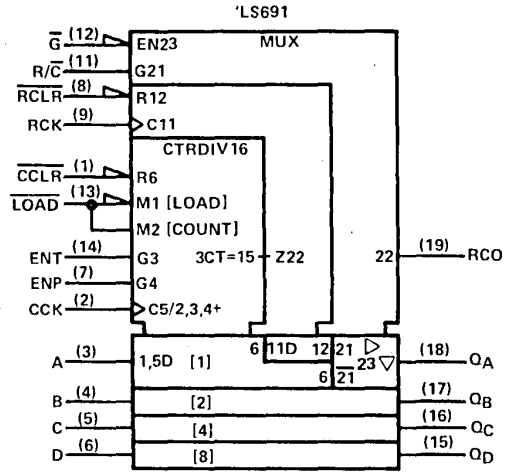 'LS691
MUX
G (12) EN23
R/C (11) G21
RCLR (8) R12
RCK (9) C11
CTRDIV16
CCLR (1) R6
LOAD (13) M1 [LOAD]
M2 [COUNT]
ENT (14) G3 3CT=15 Z22 22 (19) RCO
ENP (7) G4
CCK (2) C5/2,3,4+
6 11D 12 21
A (3) 1,5D [1] 6 21 23 (18) QA
B (4) [2] (17) QB
C (5) [4] (16) QC
D (6) [8] (15) QD